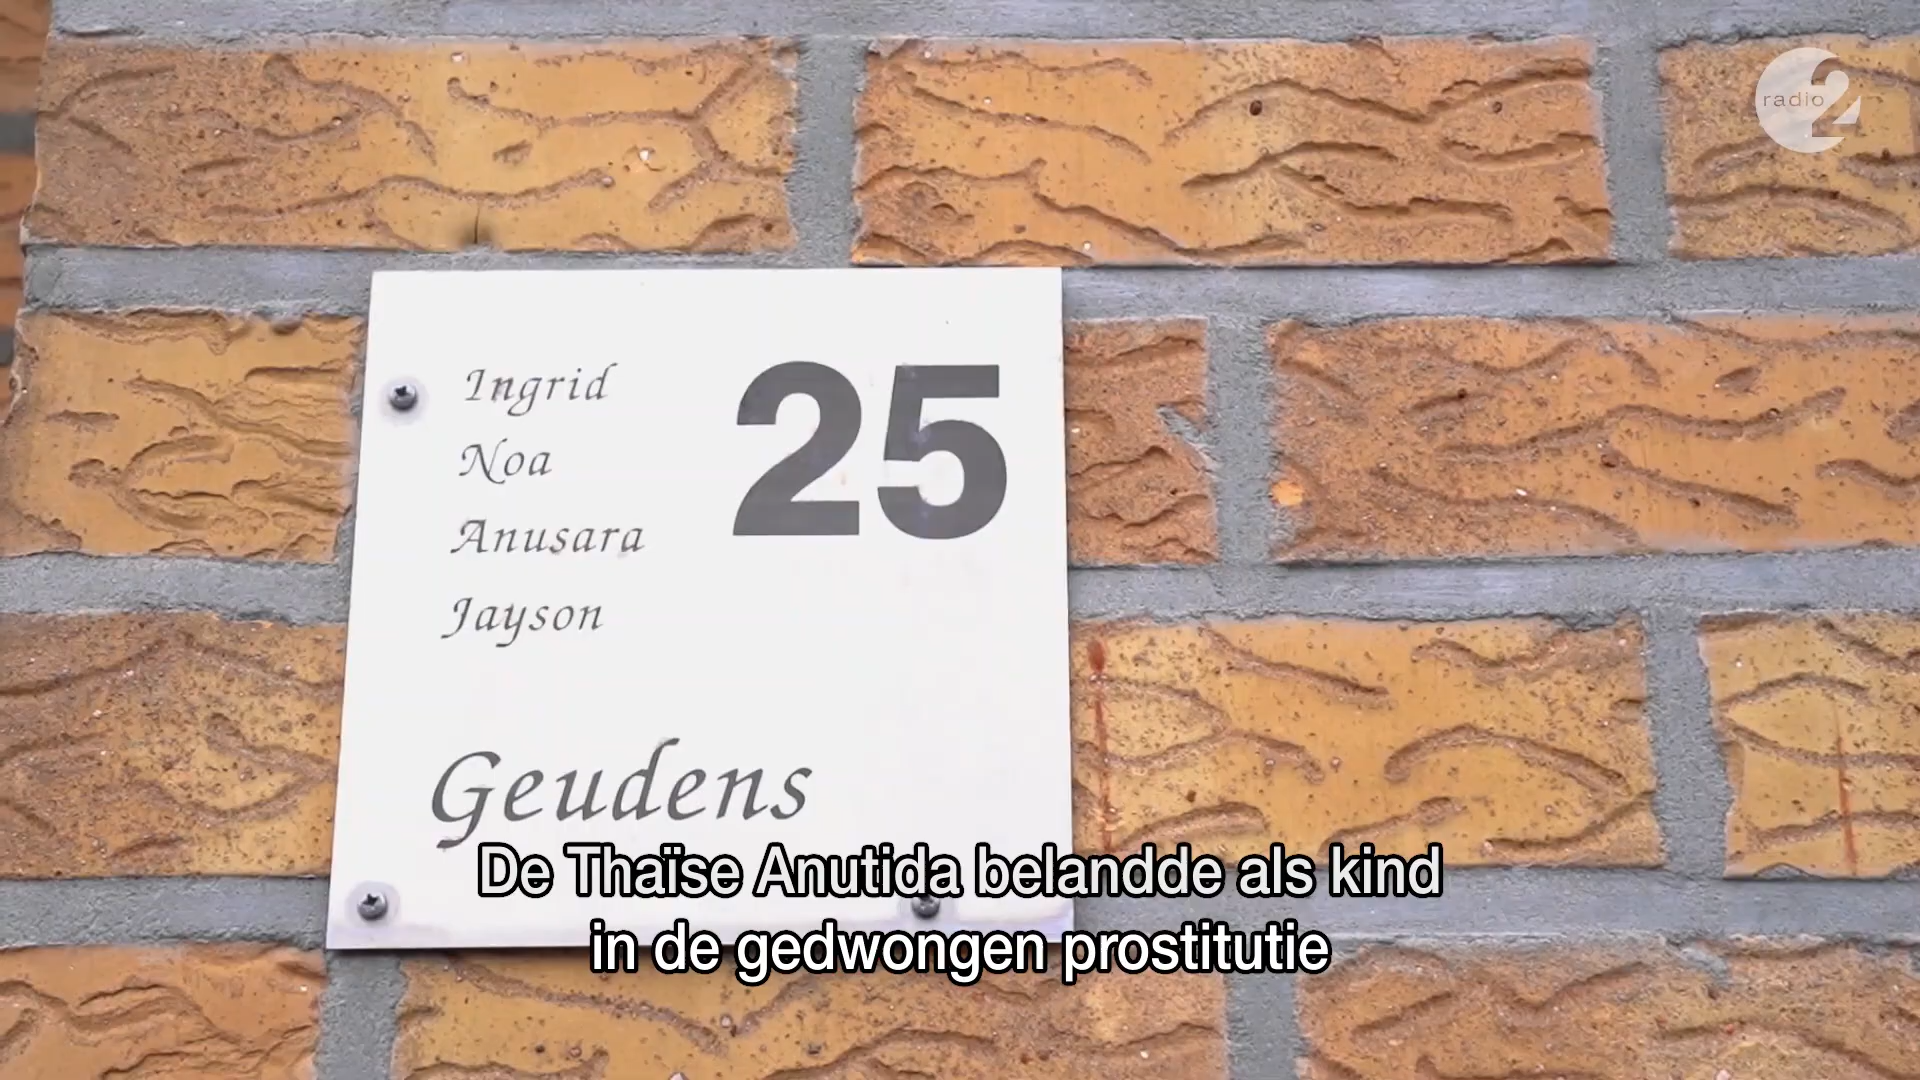 radio 2
Ingrid
25
Noa
Anusara
Jayson
Geudens
De Thaïse Anutida belandde als kind
in de gedwongen prostitutie